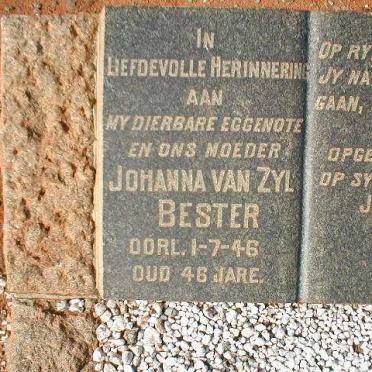 IN
LIEFDEVOLLE HERINNERING
AAN
MY DIERBARE EGGENOTE
EN ONS MOEDER
JOHANNA VAN ZYL
BESTER
OORL. 1-7-46
OUD 46 JARE.
OP RY
JY NA
GAAN,
OPGE
OP SY
J